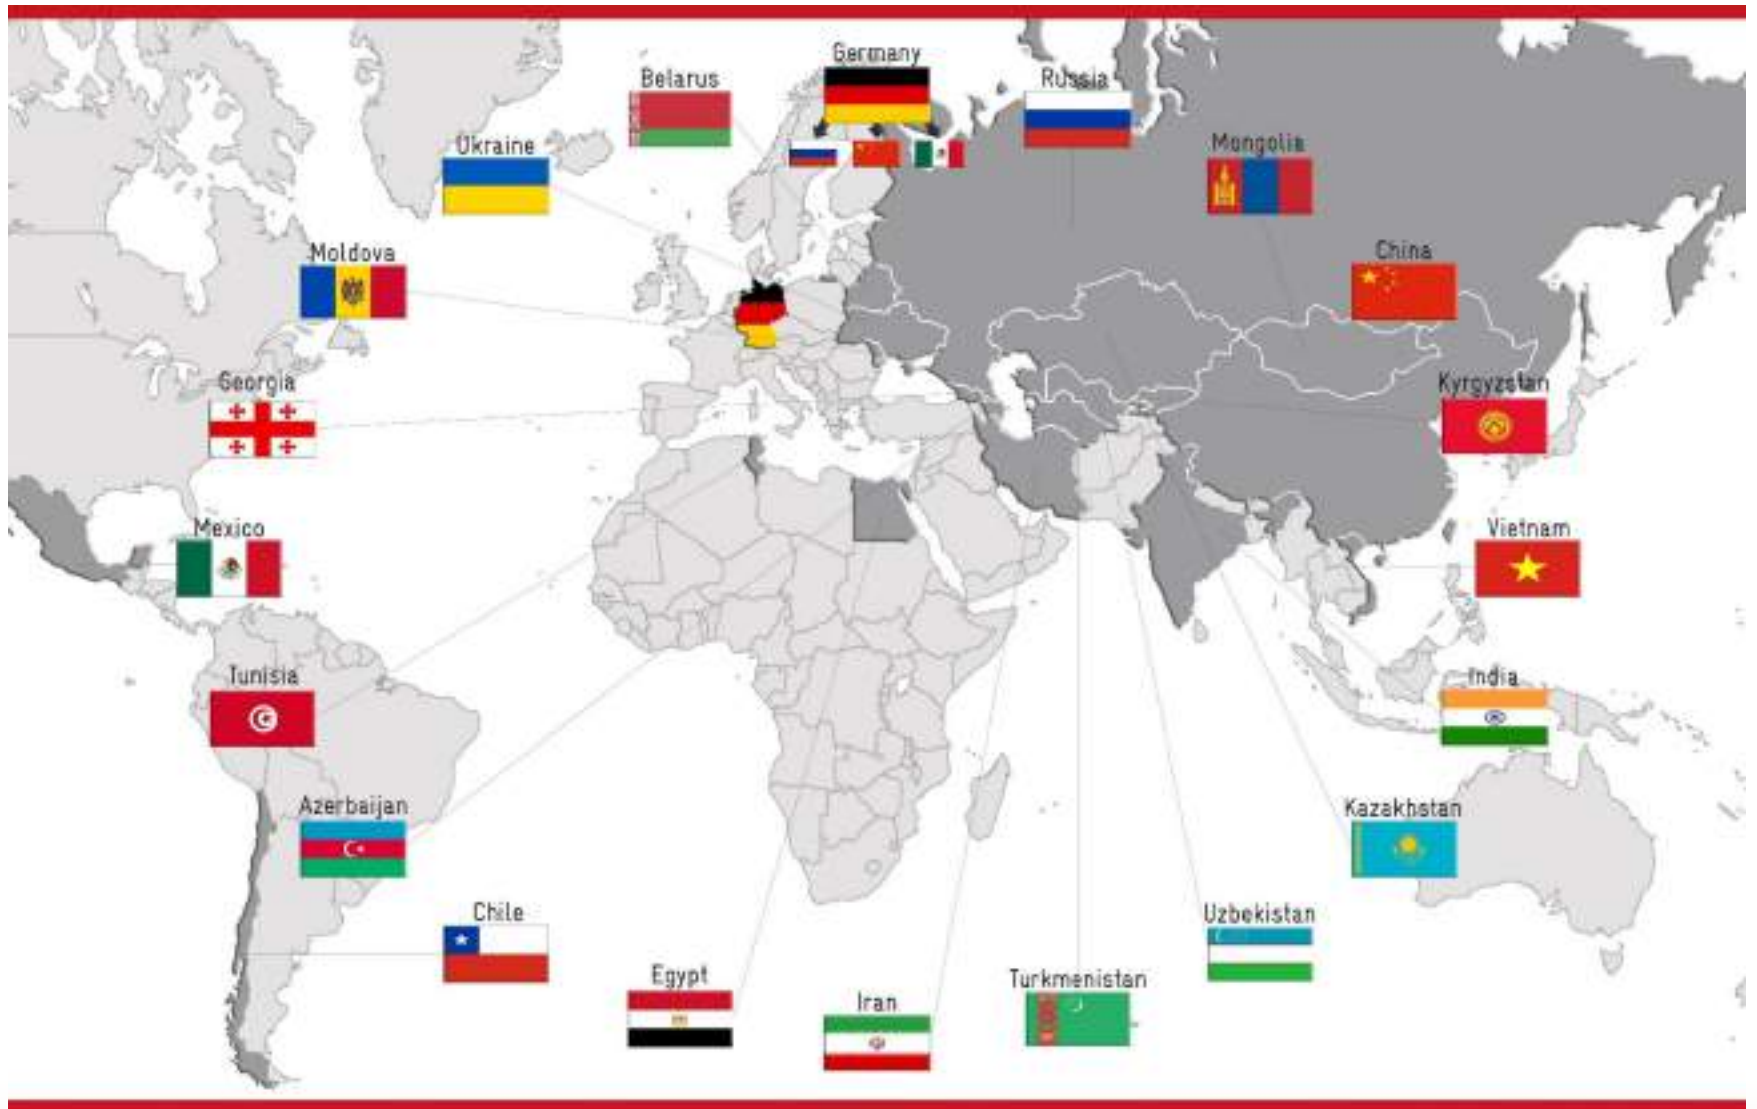 Germany
Belarus
Russia
Ukraine
Mongolia
Moldova
China
Georgia
Kyrgyzstan
Mexico
Vietnam
Tunisia
India
Azerbaijan
Kazakhstan
Chile
Uzbekistan
Egypt
Turkmenistan
Iran